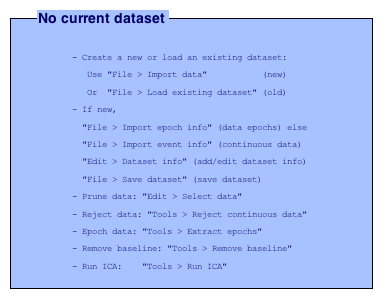 No current dataset
- Create a new or load an existing dataset:
Use "File > Import data" (new)
Or "File > Load existing dataset" (old)
- If new,
"File > Import epoch info" (data epochs) else
"File > Import event info" (continuous data)
"Edit > Dataset info" (add/edit dataset info)
"File > Save dataset" (save dataset)
- Prune data: "Edit > Select data"
- Reject data: "Tools > Reject continuous data"
- Epoch data: "Tools > Extract epochs"
- Remove baseline: "Tools > Remove baseline"
- Run ICA: "Tools > Run ICA"